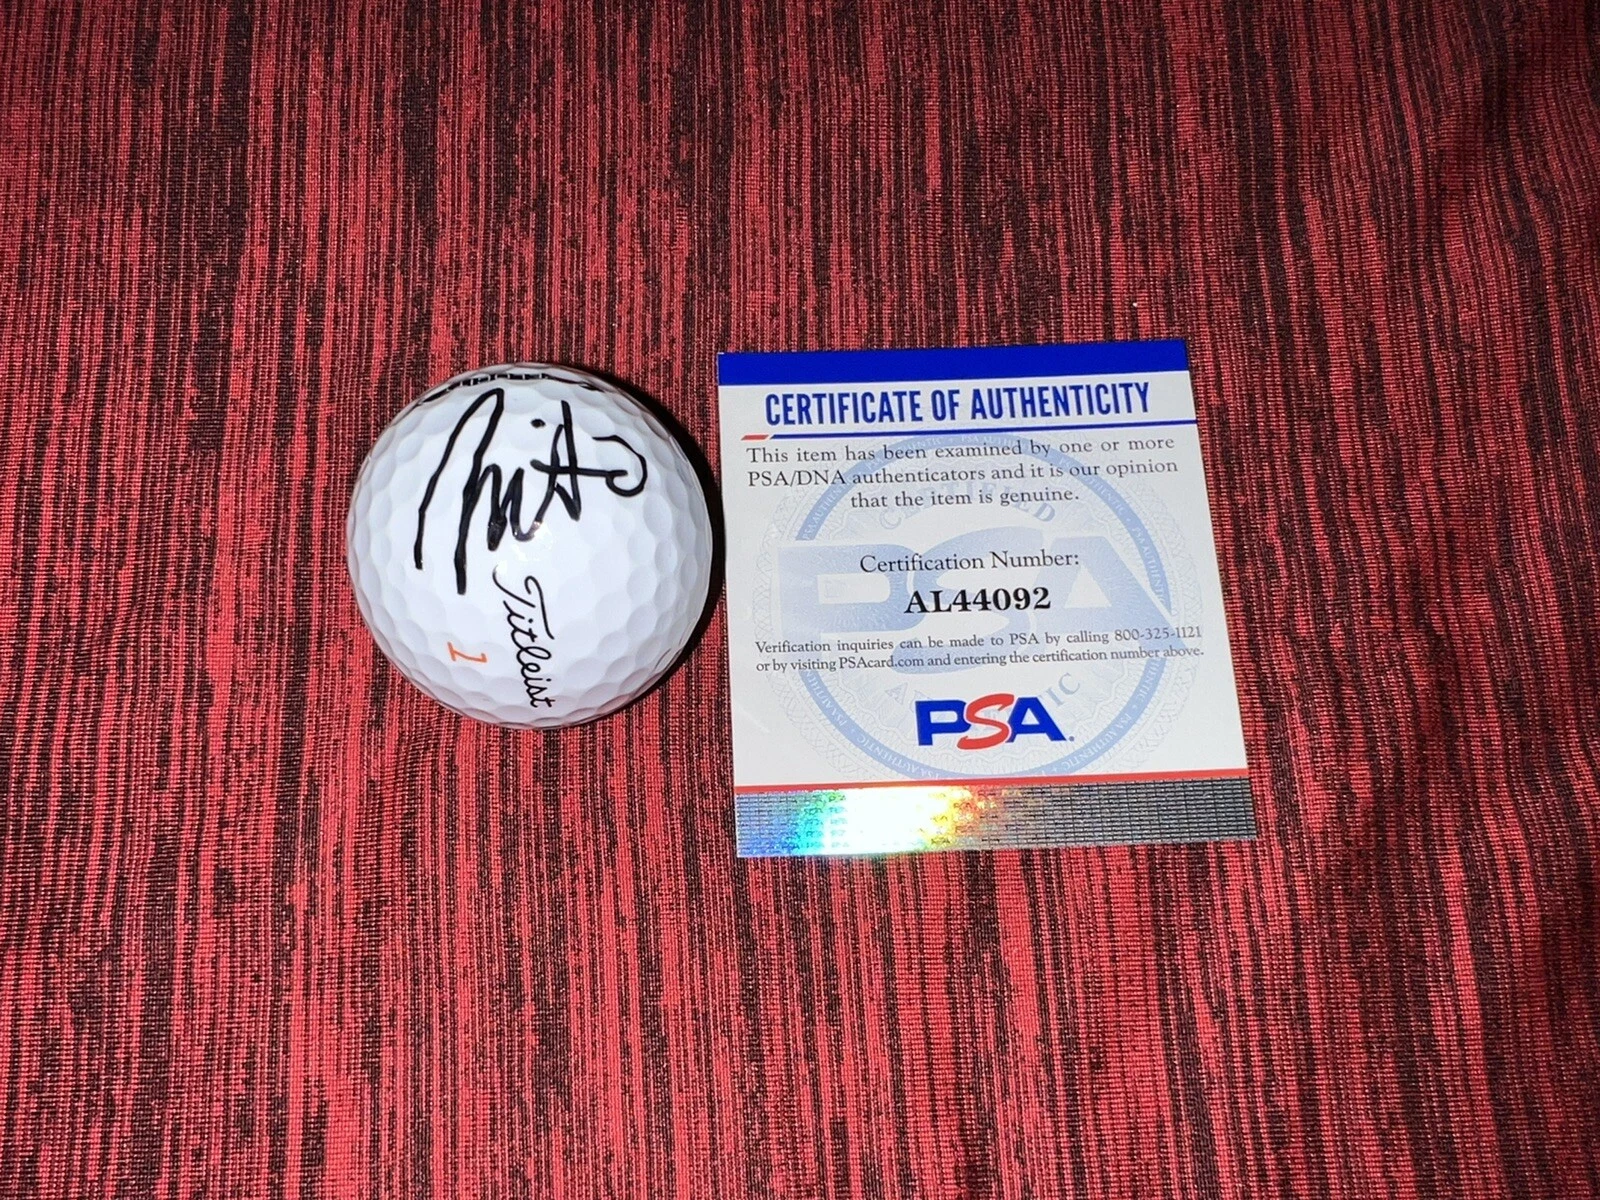 Titleist
1
CERTIFICATE OF AUTHENTICITY
This item has been examined by one or more
PSA/DNA authenticators and it is our opinion
that the item is genuine.
Certification Number:
AL44092
Verification inquiries can be made to PSA by calling 800-325-1121
or by visiting PSAcard.com and entering the certification number above.
PSA